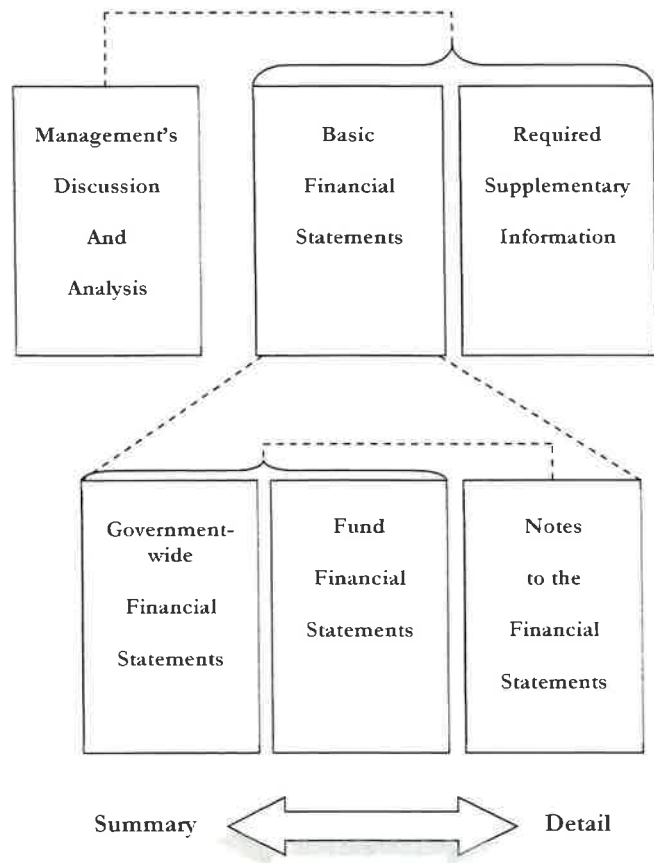 Management's
Discussion
And
Analysis
Basic
Financial
Statements
Required
Supplementary
Information
Government-
wide
Financial
Statements
Fund
Financial
Statements
Notes
to the
Financial
Statements
Summary
Detail